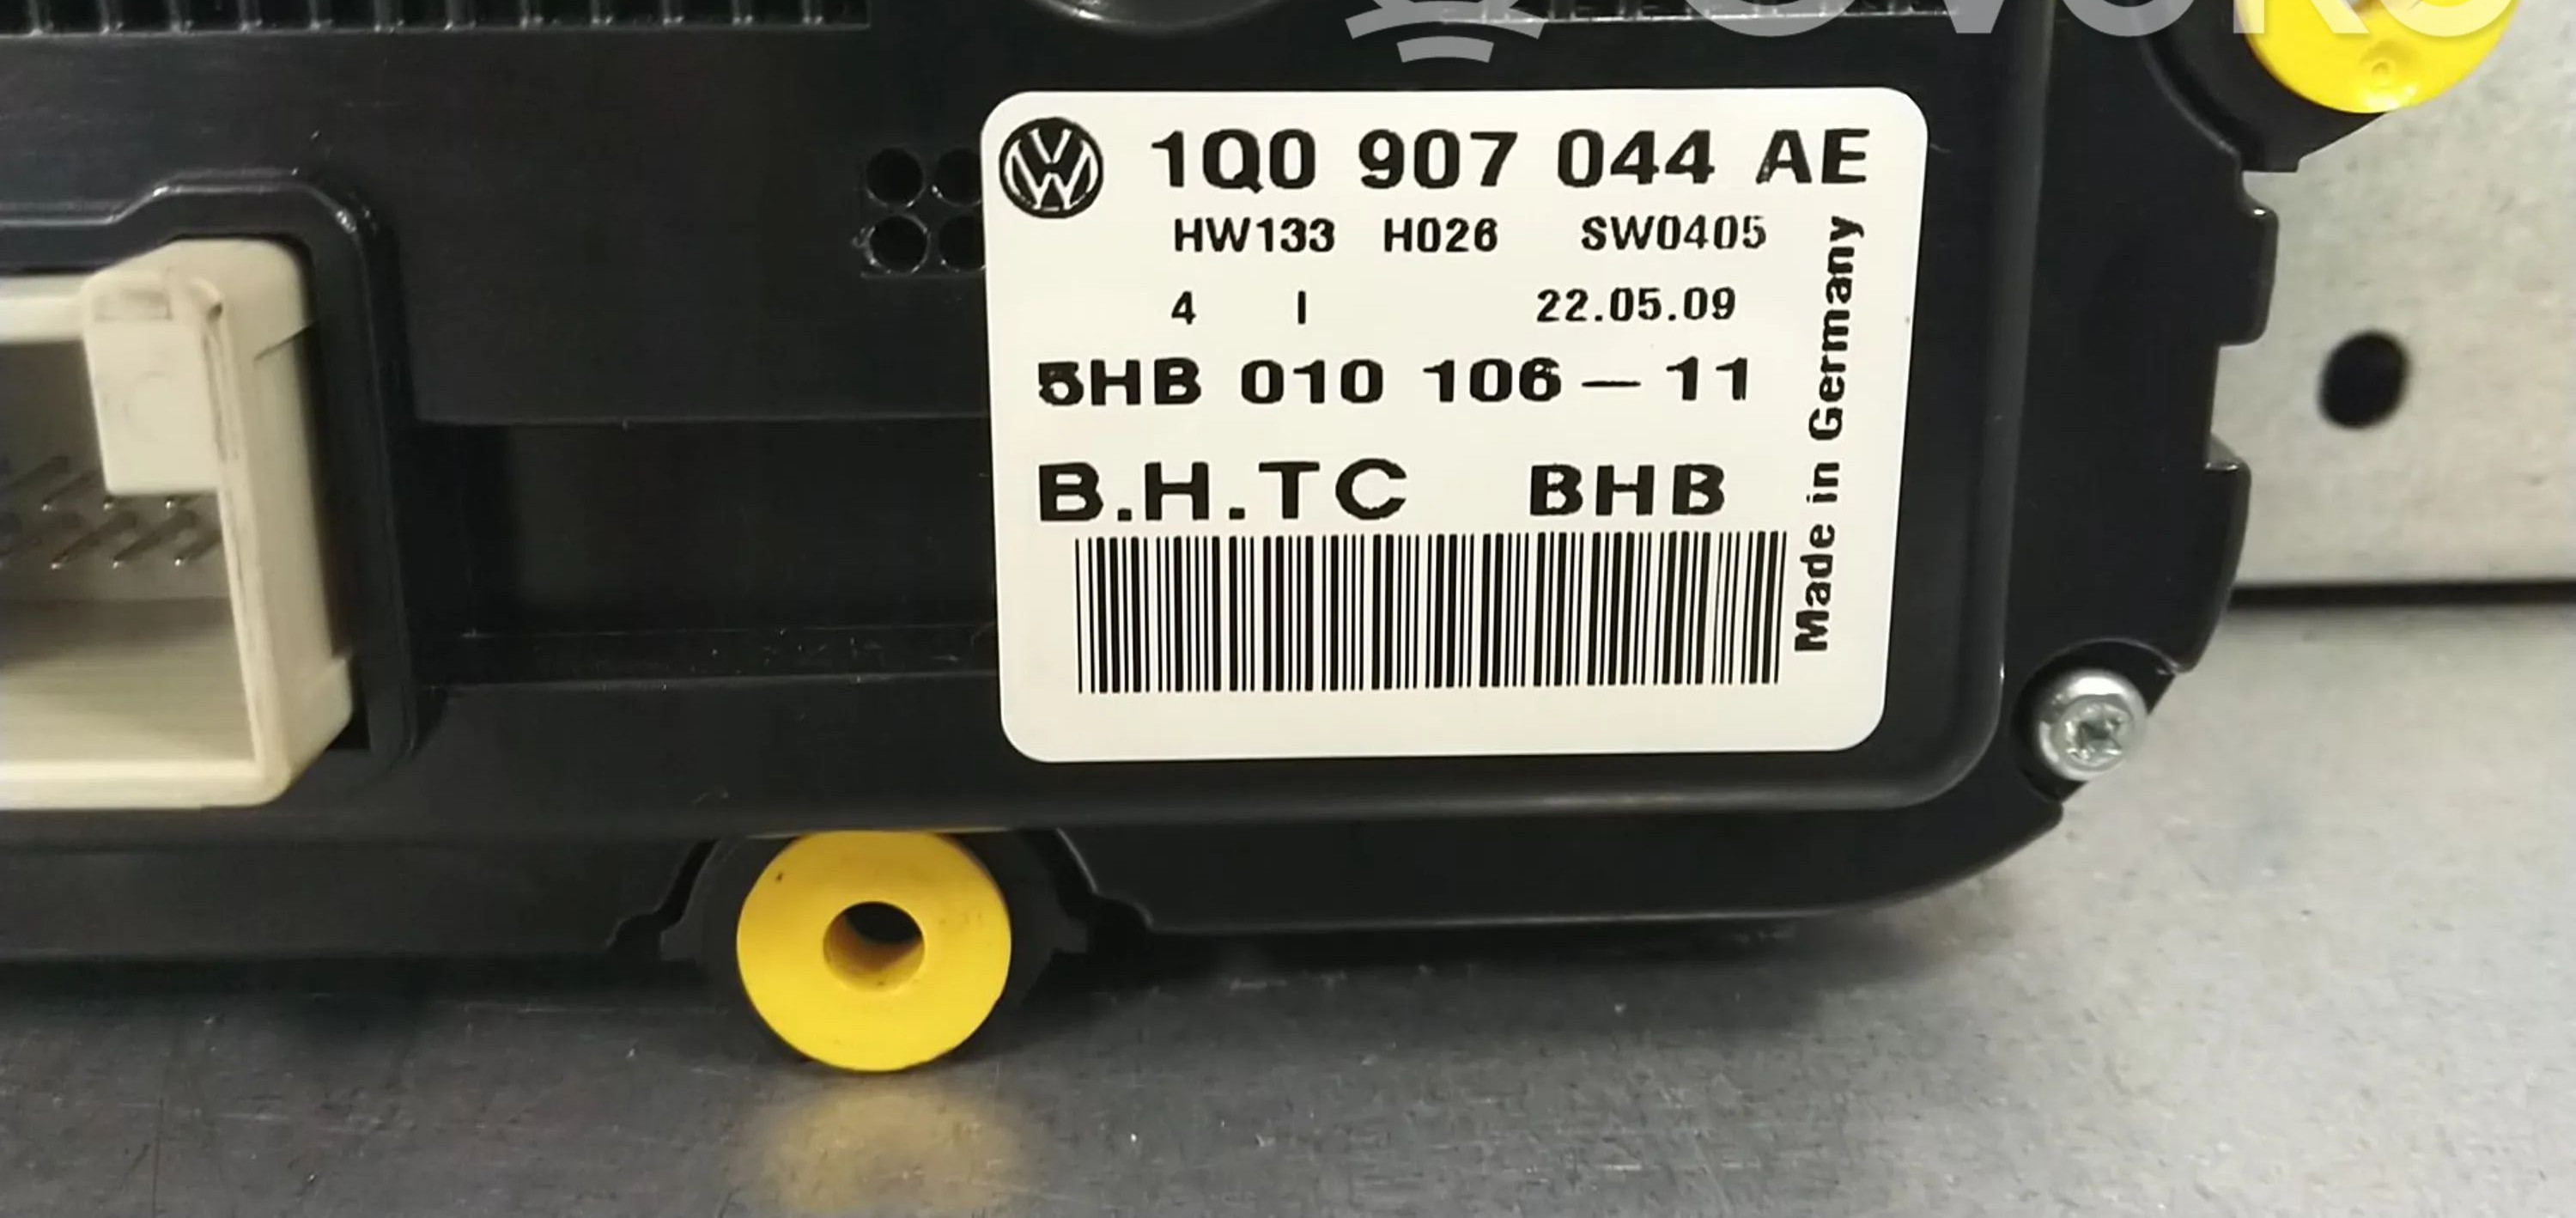 1Q0 907 044 AE
HW133 H026 SW0405
4 I 22.05.09
5HB 010 106 — 11
B.H.TC BHB
Made in Germany